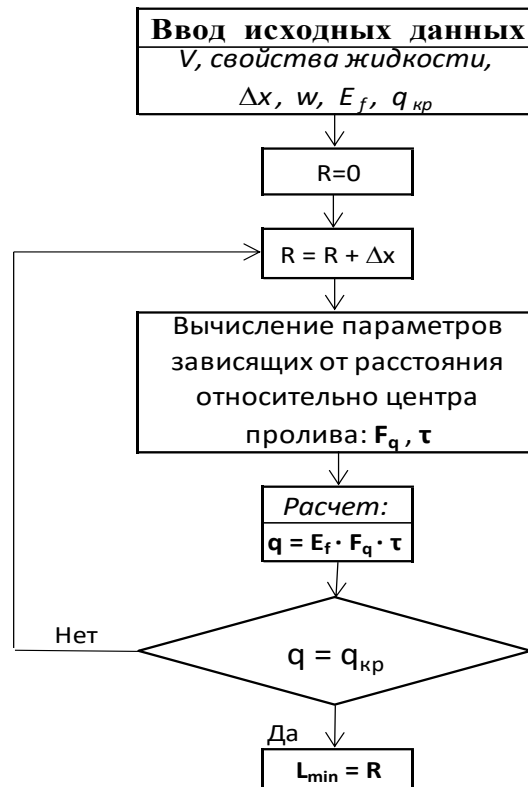 Ввод исходных данных
V, свойства жидкости,
Δx, w, E_f, q_кр
R=0
R = R + Δx
Вычисление параметров
зависящих от расстояния
относительно центра
пролива: F_q, τ
Расчет:
q = E_f · F_q · τ
Нет
q = q_кр
Да
L_min = R